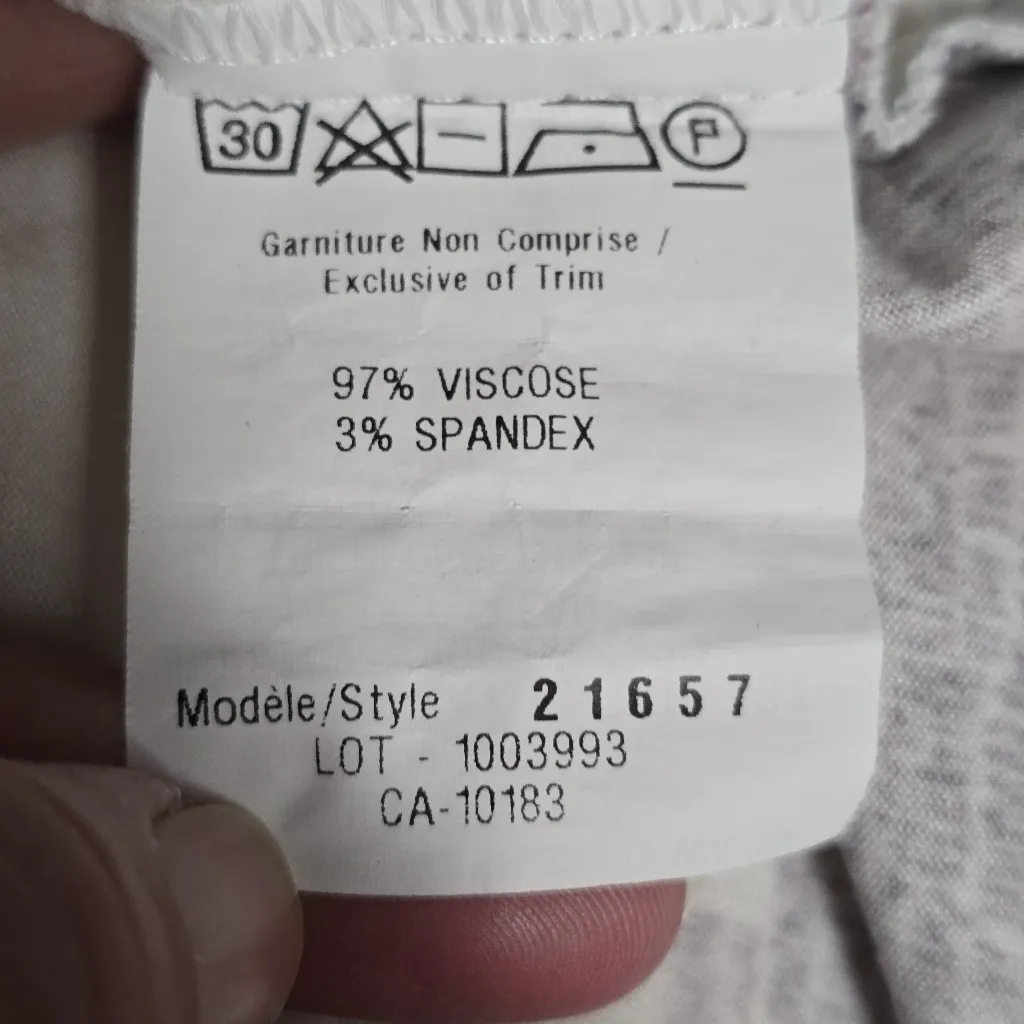 30 P
Garniture Non Comprise /
Exclusive of Trim
97% VISCOSE
3% SPANDEX
Modèle/Style 21657
LOT - 1003993
CA-10183